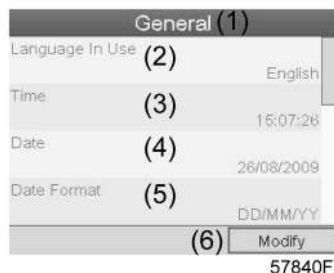 General (1)
Language In Use (2)
English
Time (3)
15:07:26
Date (4)
26/08/2009
Date Format (5)
DD/MM/YY
(6) Modify
57840F